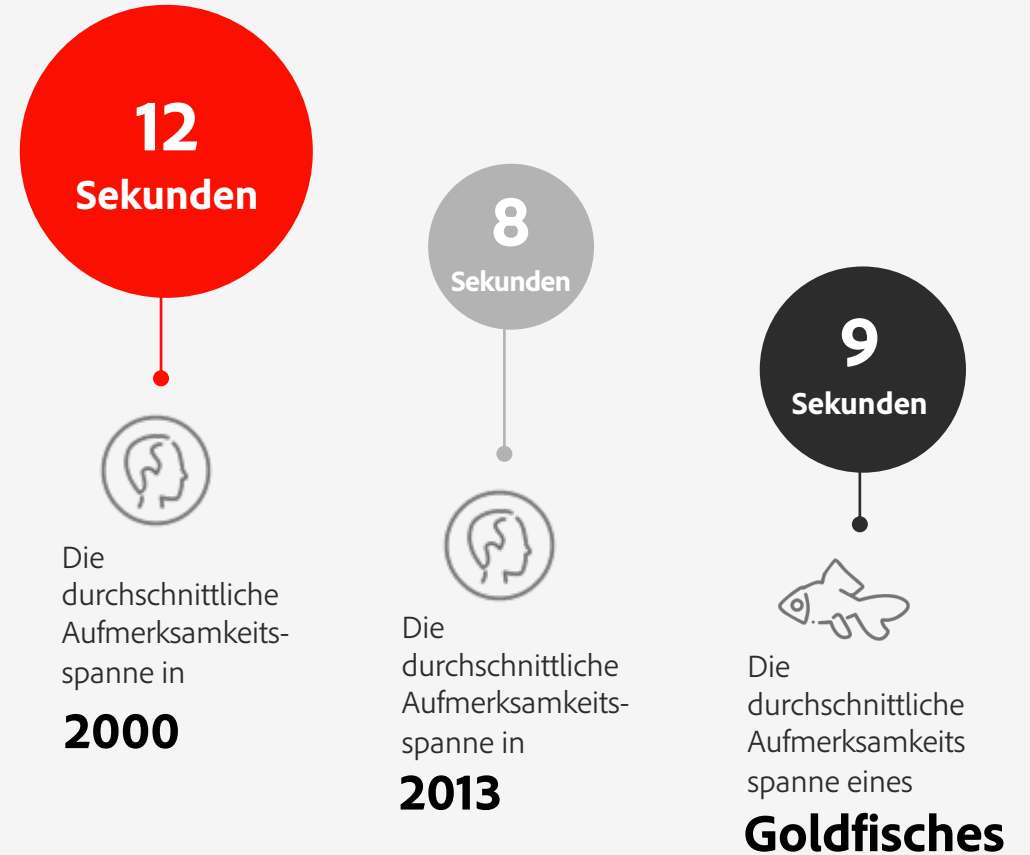 12
Sekunden
Die
durchschnittliche
Aufmerksamkeits-
spanne in
2000
8
Sekunden
Die
durchschnittliche
Aufmerksamkeits-
spanne in
2013
9
Sekunden
Die
durchschnittliche
Aufmerksamkeits
spanne eines
Goldfisches